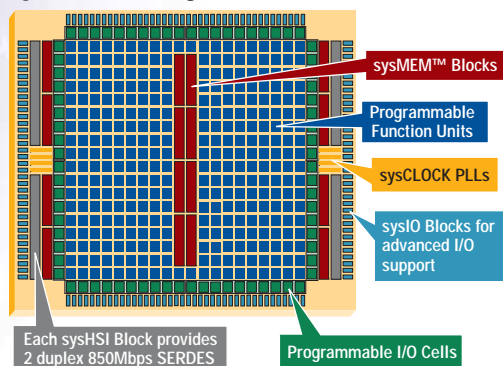 sysMEM™ Blocks
Programmable
Function Units
sysCLOCK PLLs
sysIO Blocks for
advanced I/O
support
Each sysHSI Block provides
2 duplex 850Mbps SERDES
Programmable I/O Cells